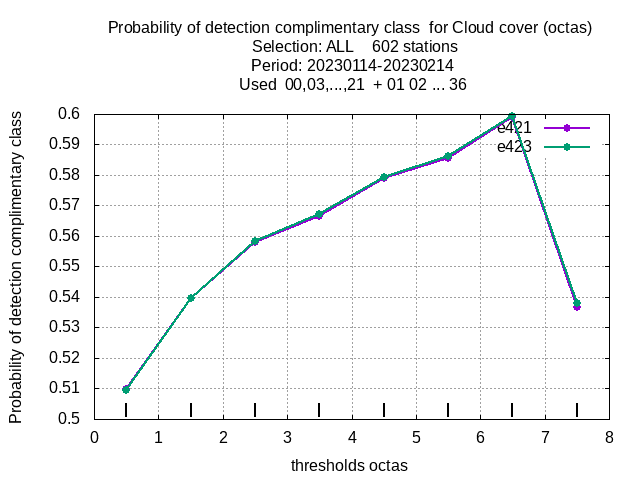 Probability of detection complimentary class  for Cloud cover (octas)
Selection: ALL    602 stations
Period: 20230114-20230214
Used  00,03,...,21  + 01 02 ... 36
Probability of detection complimentary class
0.6
0.59
0.58
0.57
0.56
0.55
0.54
0.53
0.52
0.51
0.5
e421
e423
0 1 2 3 4 5 6 7 8
thresholds octas